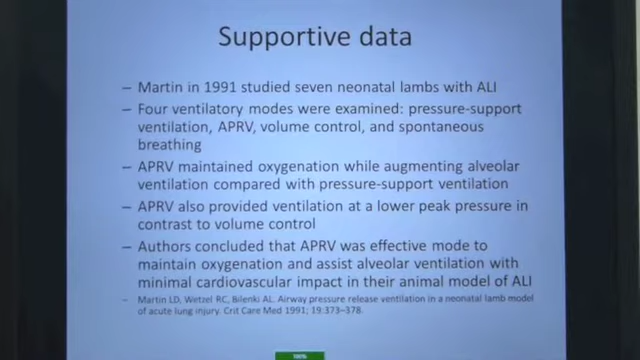 Supportive data
– Martin in 1991 studied seven neonatal lambs with ALI
– Four ventilatory modes were examined: pressure-support
ventilation, APRV, volume control, and spontaneous
breathing
– APRV maintained oxygenation while augmenting alveolar
ventilation compared with pressure-support ventilation
– APRV also provided ventilation at a lower peak pressure in
contrast to volume control
– Authors concluded that APRV was effective mode to
maintain oxygenation and assist alveolar ventilation with
minimal cardiovascular impact in their animal model of ALI
– Martin LD, Wetzel RC, Bilenki AL. Airway pressure release ventilation in a neonatal lamb model
of acute lung injury. Crit Care Med 1991; 19:373–378.
100%